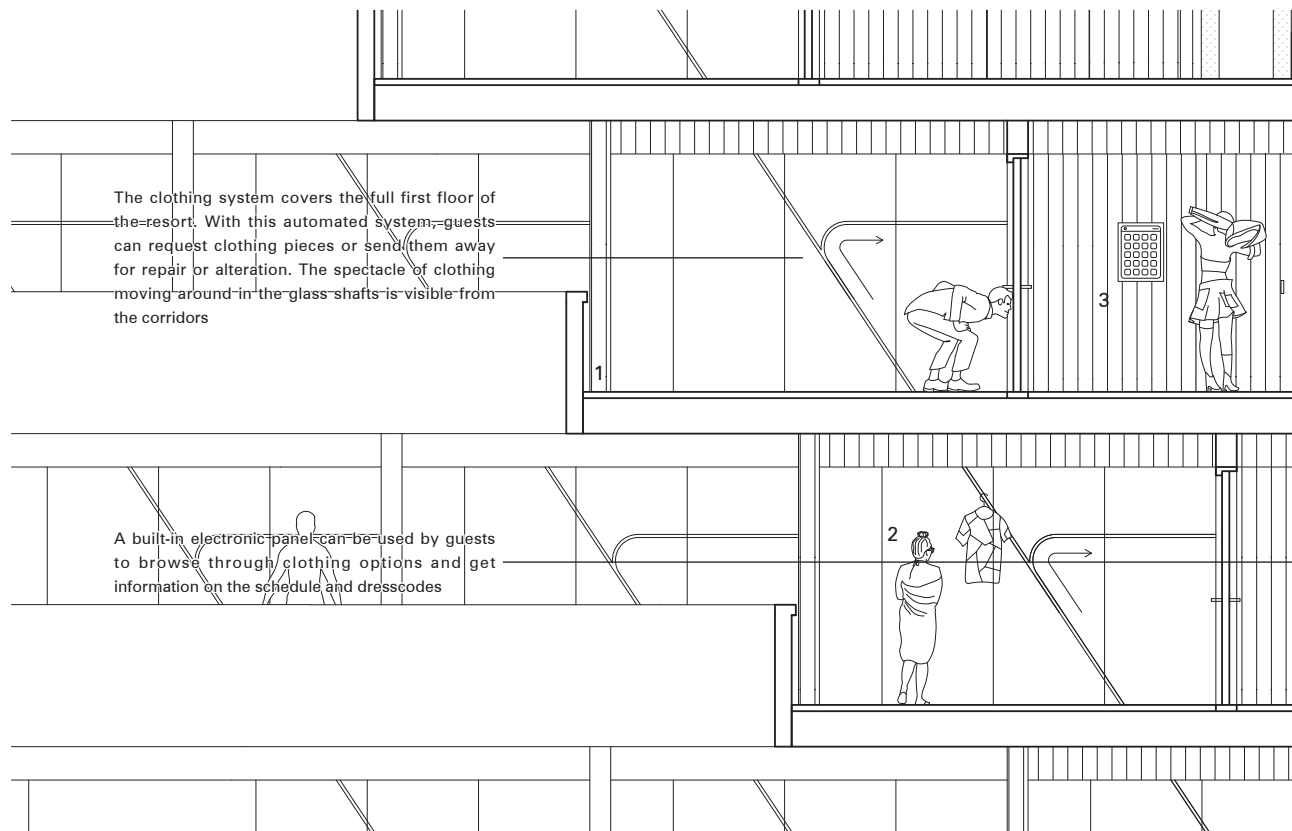 The clothing system covers the full first floor of
the resort. With this automated system, guests
can request clothing pieces or send them away
for repair or alteration. The spectacle of clothing
moving around in the glass shafts is visible from
the corridors
3
1
2
A built-in electronic panel can be used by guests
to browse through clothing options and get
information on the schedule and dresscodes